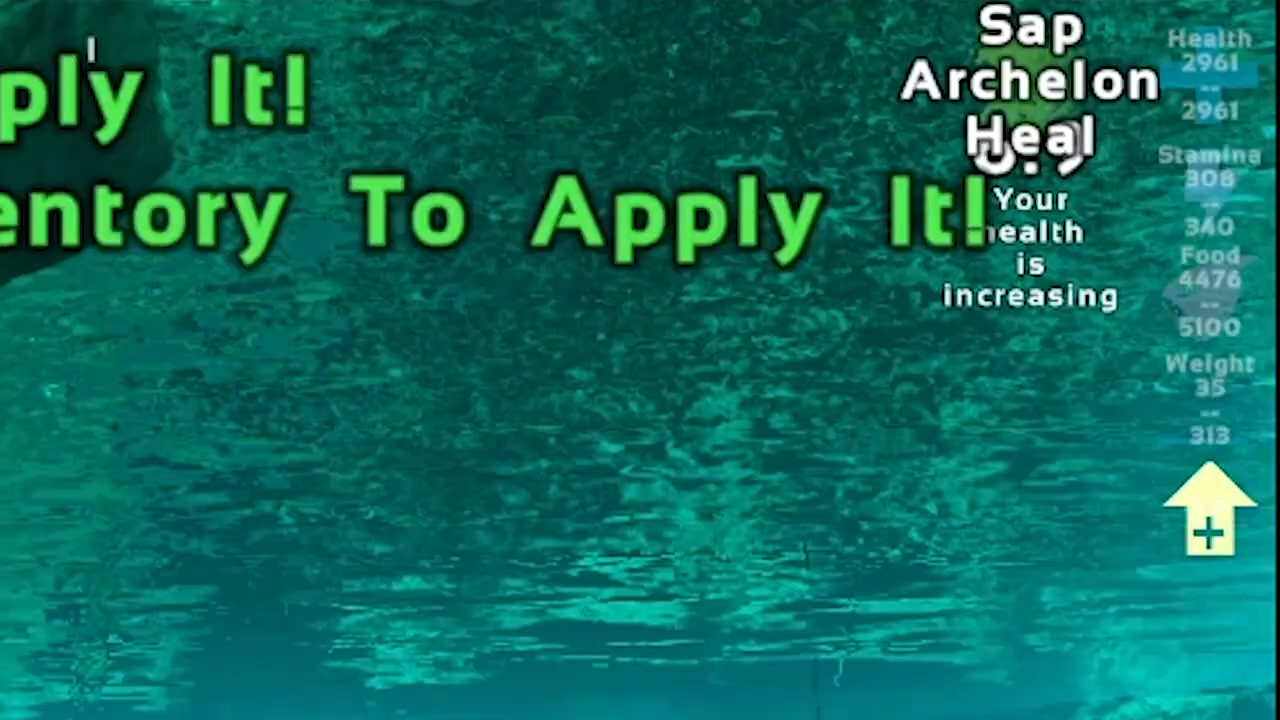 ply It!
entory To Apply It!
Sap
Archelon
Heal
Your
health
is
increasing
Health
2961
--
2961
Stamina
308
--
340
Food
4476
--
5100
Weight
35
--
313